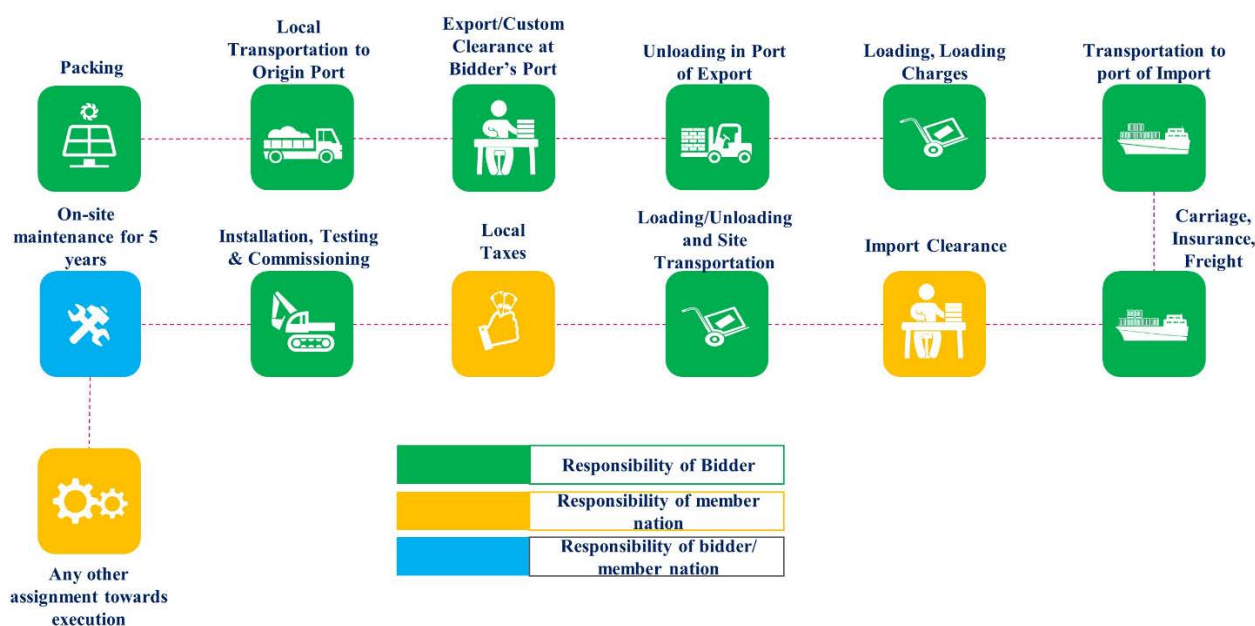 Packing
Local
Transportation to
Origin Port
Export/Custom
Clearance at
Bidder's Port
Unloading in Port
of Export
Loading, Loading
Charges
Transportation to
port of Import
On-site
maintenance for 5
years
Installation, Testing
& Commissioning
Local
Taxes
Loading/Unloading
and Site
Transportation
Import Clearance
Carriage,
Insurance,
Freight
Responsibility of Bidder
Responsibility of member
nation
Responsibility of bidder/
member nation
Any other
assignment towards
execution